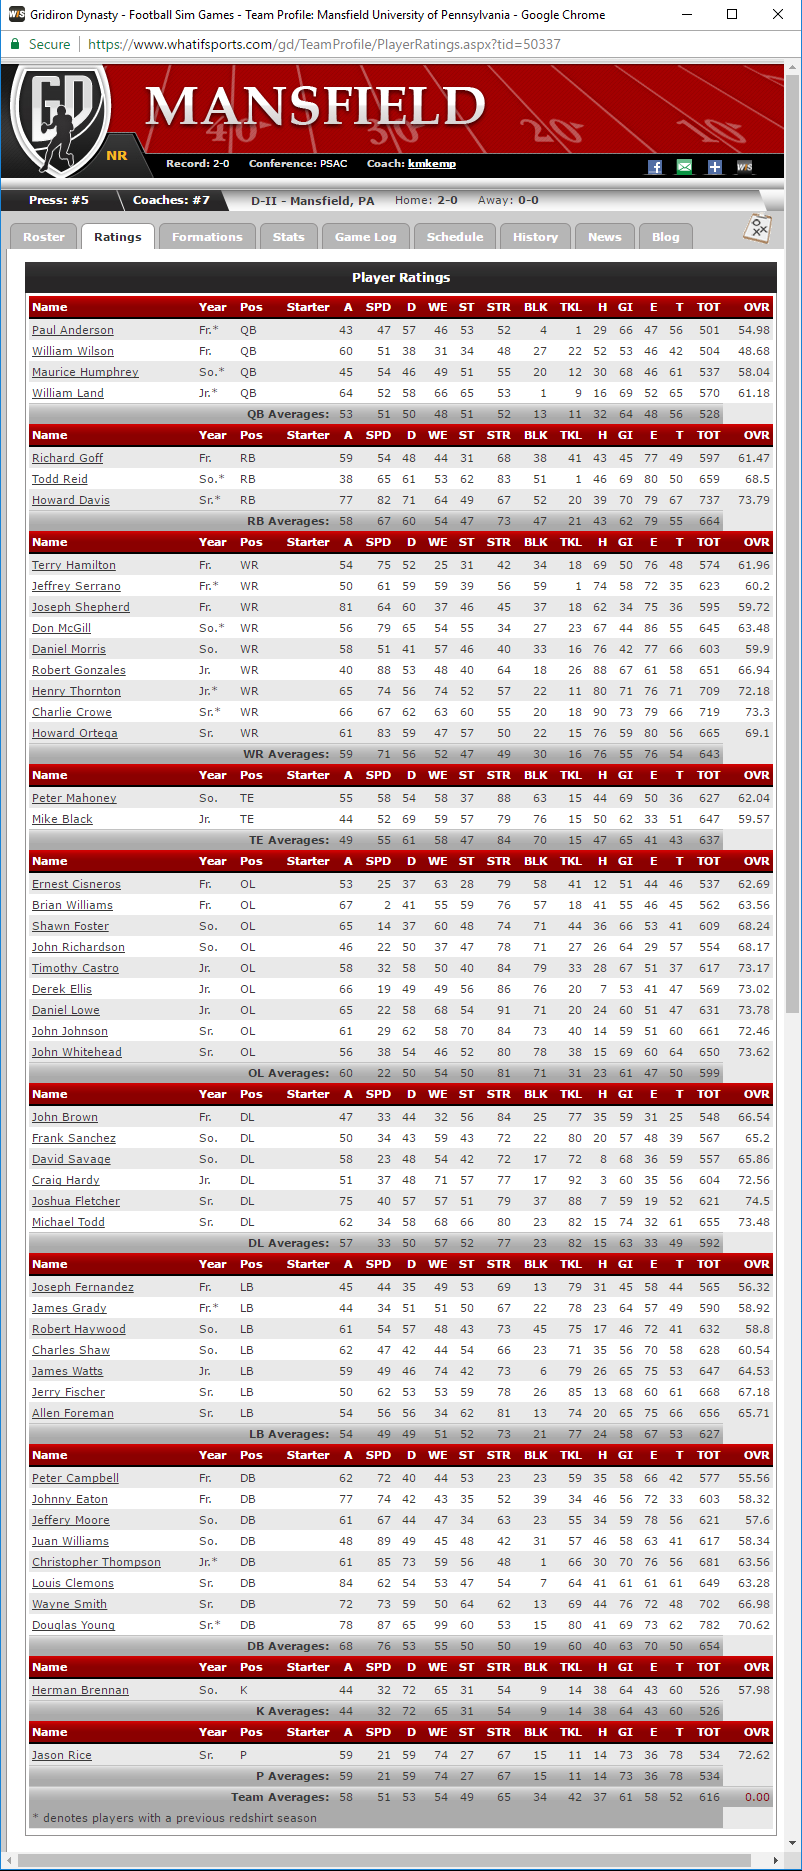 Gridiron Dynasty - Football Sim Games - Team Profile: Mansfield University of Pennsylvania - Google Chrome
Secure | https://www.whatifsports.com/gd/TeamProfile/PlayerRatings.aspx?tid=50337
GD
MANSFIELD
40 30 20
NR
Record: 2-0 Conference: PSAC Coach: kmkemp
Press: #5 Coaches: #7 D-II - Mansfield, PA Home: 2-0 Away: 0-0
Roster Ratings Formations Stats Game Log Schedule History News Blog
Player Ratings
Name Year Pos Starter A SPD D WE ST STR BLK TKL H GI E T TOT OVR
Paul Anderson Fr.* QB 43 47 57 46 53 52 4 1 29 66 47 56 501 54.98
William Wilson Fr. QB 60 51 38 31 34 48 27 22 52 53 46 42 504 48.68
Maurice Humphrey So.* QB 45 54 46 49 51 55 20 12 30 68 46 61 537 58.04
William Land Jr.* QB 64 52 58 66 65 53 1 9 16 69 52 65 570 61.18
QB Averages: 53 51 50 48 51 52 13 11 32 64 48 56 528
Name Year Pos Starter A SPD D WE ST STR BLK TKL H GI E T TOT OVR
Richard Goff Fr. RB 59 54 48 44 31 68 38 41 43 45 77 49 597 61.47
Todd Reid So.* RB 38 65 61 53 62 83 51 1 46 69 80 50 659 68.5
Howard Davis Sr.* RB 77 82 71 64 49 67 52 20 39 70 79 67 737 73.79
RB Averages: 58 67 60 54 47 73 47 21 43 62 79 55 664
Name Year Pos Starter A SPD D WE ST STR BLK TKL H GI E T TOT OVR
Terry Hamilton Fr. WR 54 75 52 25 31 42 34 18 69 50 76 48 574 61.96
Jeffrey Serrano Fr.* WR 50 61 59 59 39 56 59 1 74 58 72 35 623 60.2
Joseph Shepherd Fr. WR 81 64 60 37 46 45 37 18 62 34 75 36 595 59.72
Don McGill So.* WR 56 79 65 54 55 34 27 23 67 44 86 55 645 63.48
Daniel Morris So. WR 58 51 41 57 46 40 33 16 76 42 77 66 603 59.9
Robert Gonzales Jr. WR 40 88 53 48 40 64 18 26 88 67 61 58 651 66.94
Henry Thornton Jr.* WR 65 74 56 74 52 57 22 11 80 71 76 71 709 72.18
Charlie Crowe Sr.* WR 66 67 62 63 60 55 20 18 90 73 79 66 719 73.3
Howard Ortega Sr. WR 61 83 59 47 57 50 22 15 76 59 80 56 665 69.1
WR Averages: 59 71 56 52 47 49 30 16 76 55 76 54 643
Name Year Pos Starter A SPD D WE ST STR BLK TKL H GI E T TOT OVR
Peter Mahoney So. TE 55 58 54 58 37 88 63 15 44 69 50 36 627 62.04
Mike Black Jr. TE 44 52 69 59 57 79 76 15 50 62 33 51 647 59.57
TE Averages: 49 55 61 58 47 84 70 15 47 65 41 43 637
Name Year Pos Starter A SPD D WE ST STR BLK TKL H GI E T TOT OVR
Ernest Cisneros Fr. OL 53 25 37 63 28 79 58 41 12 51 44 46 537 62.69
Brian Williams Fr. OL 67 2 41 55 59 76 57 18 41 55 46 45 562 63.56
Shawn Foster So. OL 65 14 37 60 48 74 71 44 36 66 53 41 609 68.24
John Richardson So. OL 46 22 50 37 47 78 71 27 26 64 29 57 554 68.17
Timothy Castro Jr. OL 58 32 58 50 40 84 79 33 28 67 51 37 617 73.17
Derek Ellis Jr. OL 66 19 49 49 56 86 76 20 7 53 41 47 569 73.02
Daniel Lowe Jr. OL 65 22 58 68 54 91 71 20 24 60 51 47 631 73.78
John Johnson Sr. OL 61 29 62 58 70 84 73 40 14 59 51 60 661 72.46
John Whitehead Sr. OL 56 38 54 46 52 80 78 38 15 69 60 64 650 73.62
OL Averages: 60 22 50 54 50 81 71 31 23 61 47 50 599
Name Year Pos Starter A SPD D WE ST STR BLK TKL H GI E T TOT OVR
John Brown Fr. DL 47 33 44 32 56 84 25 77 35 59 31 25 548 66.54
Frank Sanchez So. DL 50 34 43 59 43 72 22 80 20 57 48 39 567 65.2
David Savage So. DL 58 23 48 54 42 72 17 72 8 68 36 59 557 65.86
Craig Hardy Jr. DL 51 37 48 71 57 77 17 92 3 60 35 56 604 72.56
Joshua Fletcher Sr. DL 75 40 57 57 51 79 37 88 7 59 19 52 621 74.5
Michael Todd Sr. DL 62 34 58 68 66 80 23 82 15 74 32 61 655 73.48
DL Averages: 57 33 50 57 52 77 23 82 15 63 33 49 592
Name Year Pos Starter A SPD D WE ST STR BLK TKL H GI E T TOT OVR
Joseph Fernandez Fr. LB 45 44 35 49 53 69 13 79 31 45 58 44 565 56.32
James Grady Fr.* LB 44 34 51 51 50 67 22 78 23 64 57 49 590 58.92
Robert Haywood So. LB 61 54 57 48 43 73 45 75 17 46 72 41 632 58.8
Charles Shaw So. LB 62 47 42 44 54 66 23 71 35 56 70 58 628 60.54
James Watts Jr. LB 59 49 46 74 42 73 6 79 26 65 75 53 647 64.53
Jerry Fischer Sr. LB 50 62 53 53 59 78 26 85 13 68 60 61 668 67.18
Allen Foreman Sr. LB 54 56 56 34 62 81 13 74 20 65 75 66 656 65.71
LB Averages: 54 49 49 51 52 73 21 77 24 58 67 53 627
Name Year Pos Starter A SPD D WE ST STR BLK TKL H GI E T TOT OVR
Peter Campbell Fr. DB 62 72 40 44 53 23 23 59 35 58 66 42 577 55.56
Johnny Eaton Fr. DB 77 74 42 43 35 52 39 34 46 56 72 33 603 58.32
Jeffery Moore So. DB 61 67 44 47 34 63 23 55 34 59 78 56 621 57.6
Juan Williams So. DB 48 89 49 45 48 42 31 57 46 58 63 41 617 58.34
Christopher Thompson Jr.* DB 61 85 73 59 56 48 1 66 30 70 76 56 681 63.56
Louis Clemons Sr. DB 84 62 54 53 47 54 7 64 41 61 61 61 649 63.28
Wayne Smith Sr. DB 72 73 59 50 64 62 13 69 44 76 72 48 702 66.98
Douglas Young Sr.* DB 78 87 65 99 60 53 15 80 41 69 73 62 782 70.62
DB Averages: 68 76 53 55 50 50 19 60 40 63 70 50 654
Name Year Pos Starter A SPD D WE ST STR BLK TKL H GI E T TOT OVR
Herman Brennan So. K 44 32 72 65 31 54 9 14 38 64 43 60 526 57.98
K Averages: 44 32 72 65 31 54 9 14 38 64 43 60 526
Name Year Pos Starter A SPD D WE ST STR BLK TKL H GI E T TOT OVR
Jason Rice Sr. P 59 21 59 74 27 67 15 11 14 73 36 78 534 72.62
P Averages: 59 21 59 74 27 67 15 11 14 73 36 78 534
Team Averages: 58 51 53 54 49 65 34 42 37 61 58 52 616 0.00
* denotes players with a previous redshirt season